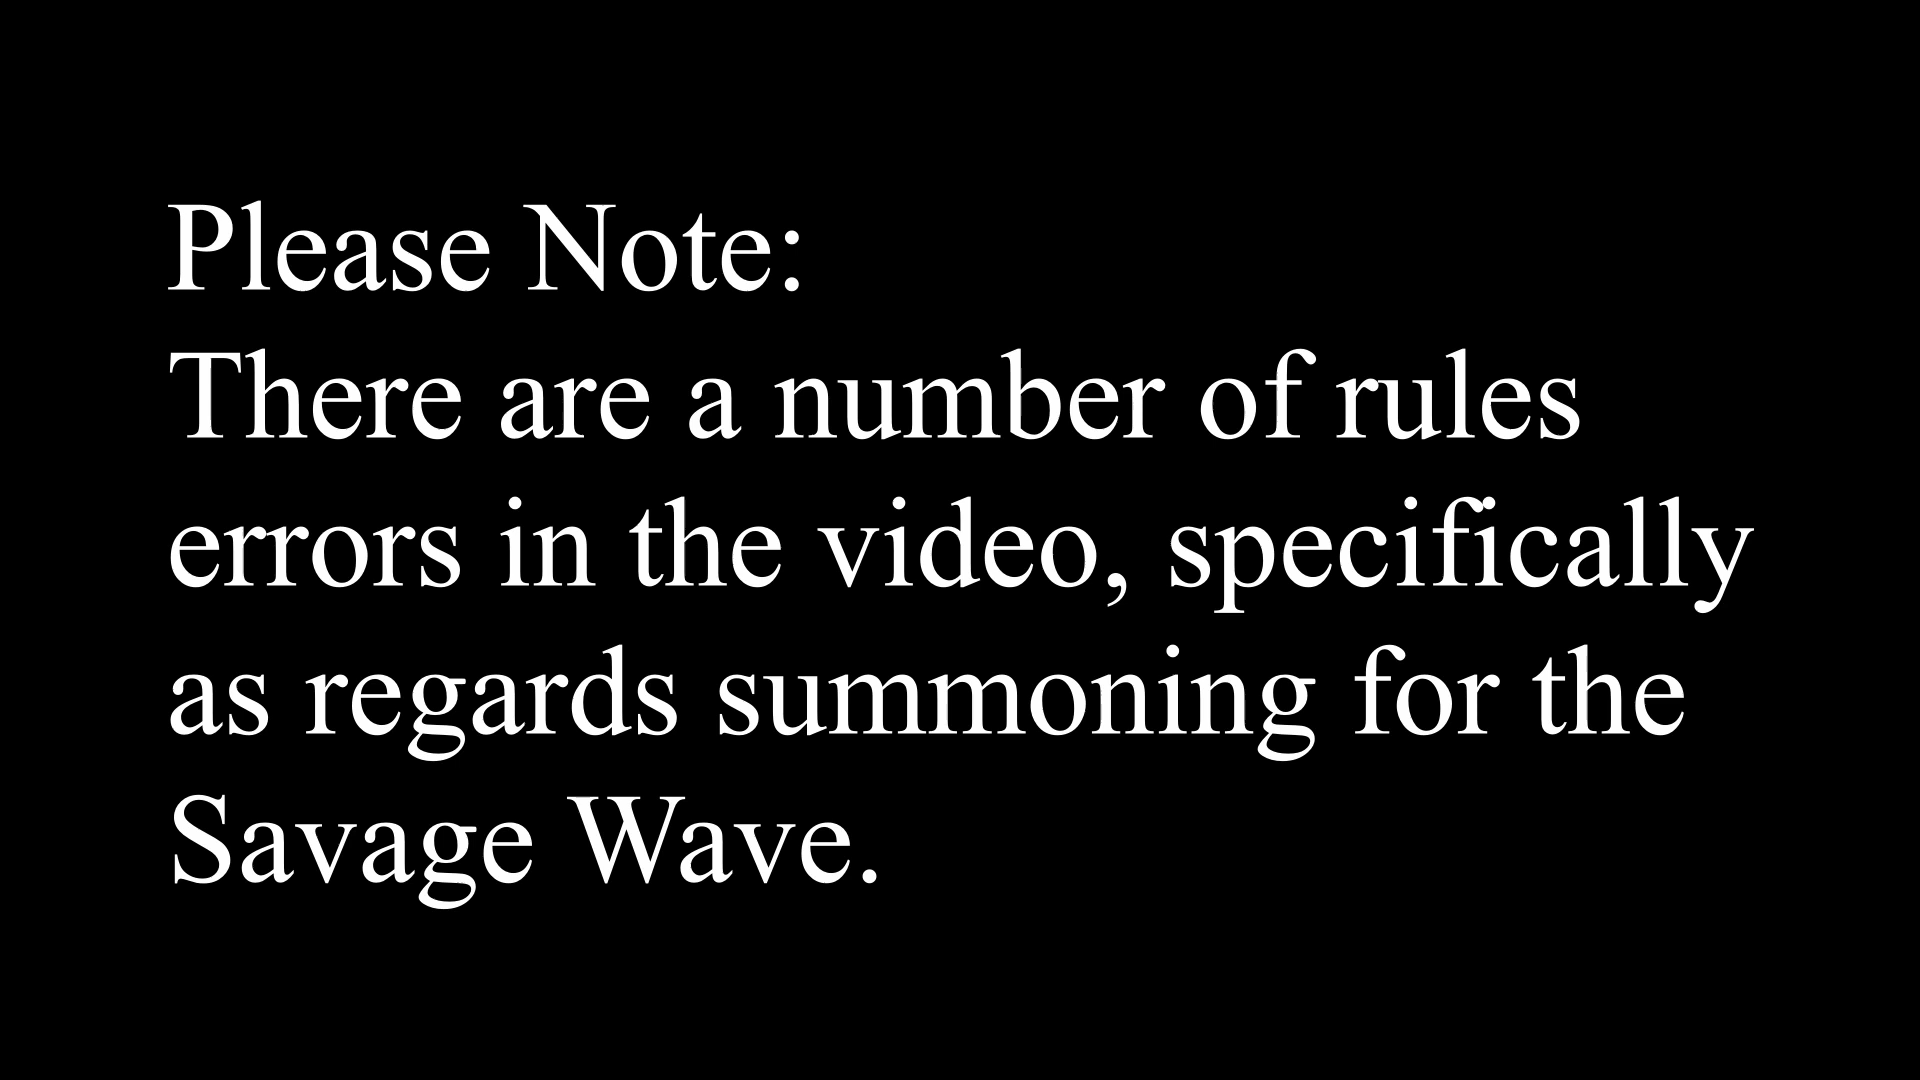 Please Note:
There are a number of rules
errors in the video, specifically
as regards summoning for the
Savage Wave.